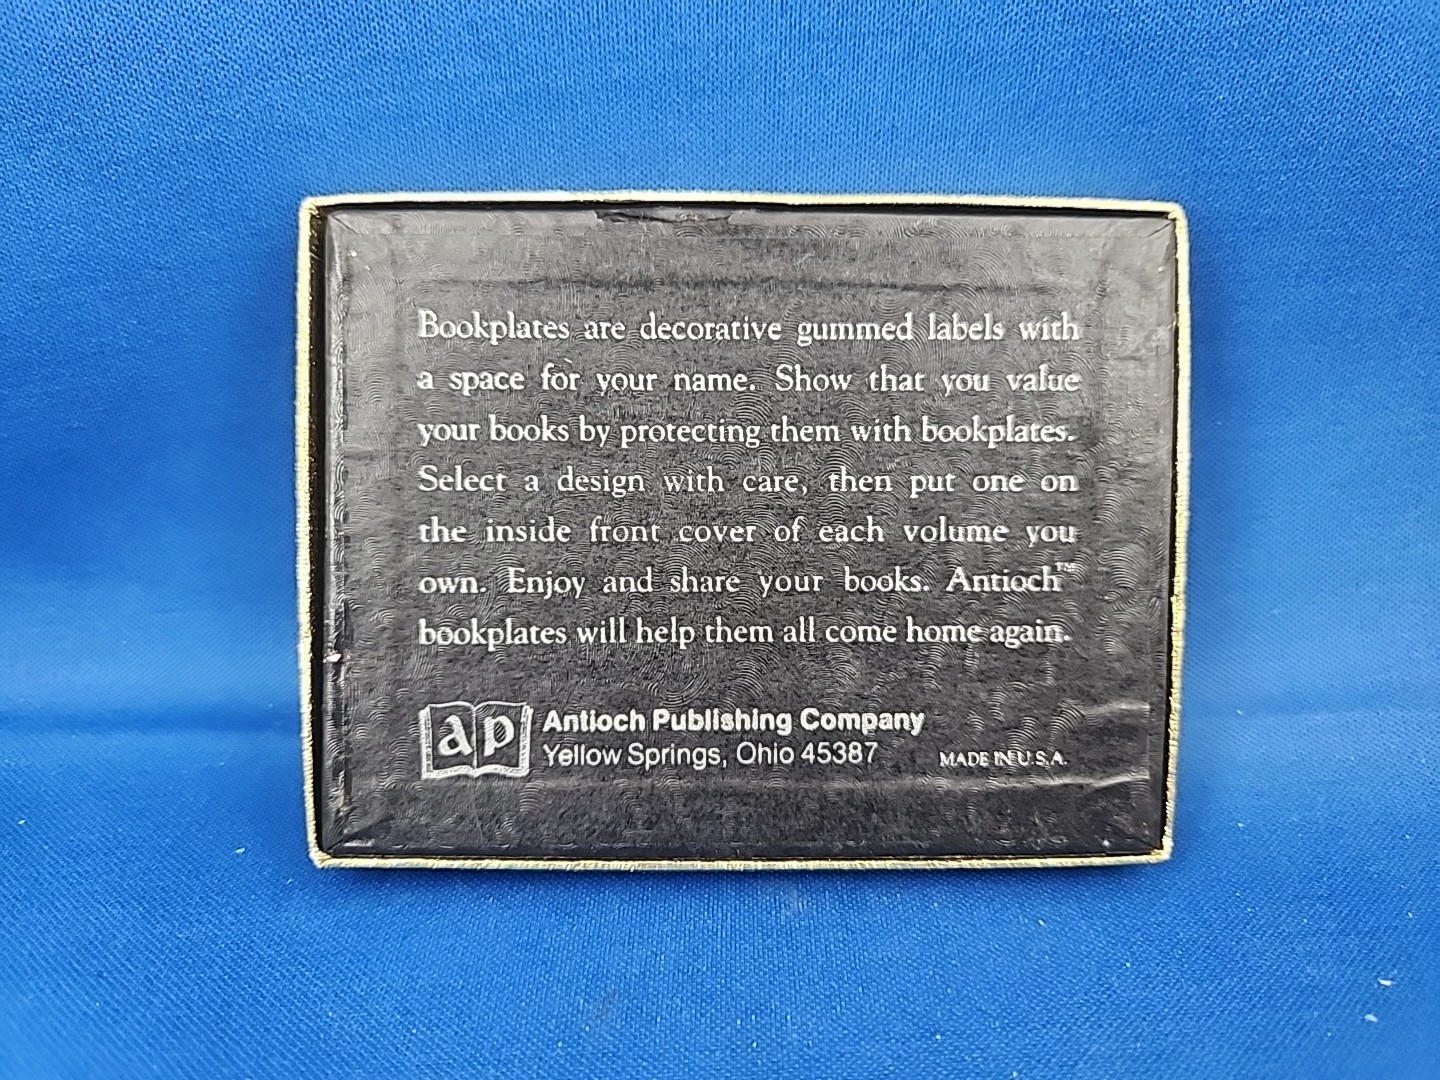 Bookplates are decorative gummed labels with
a space for your name. Show that you value
your books by protecting them with bookplates.
Select a design with care, then put one on
the inside front cover of each volume you
own. Enjoy and share your books. Antioch™
bookplates will help them all come home again.
ap
Antioch Publishing Company
Yellow Springs, Ohio 45387
MADE IN U.S.A.